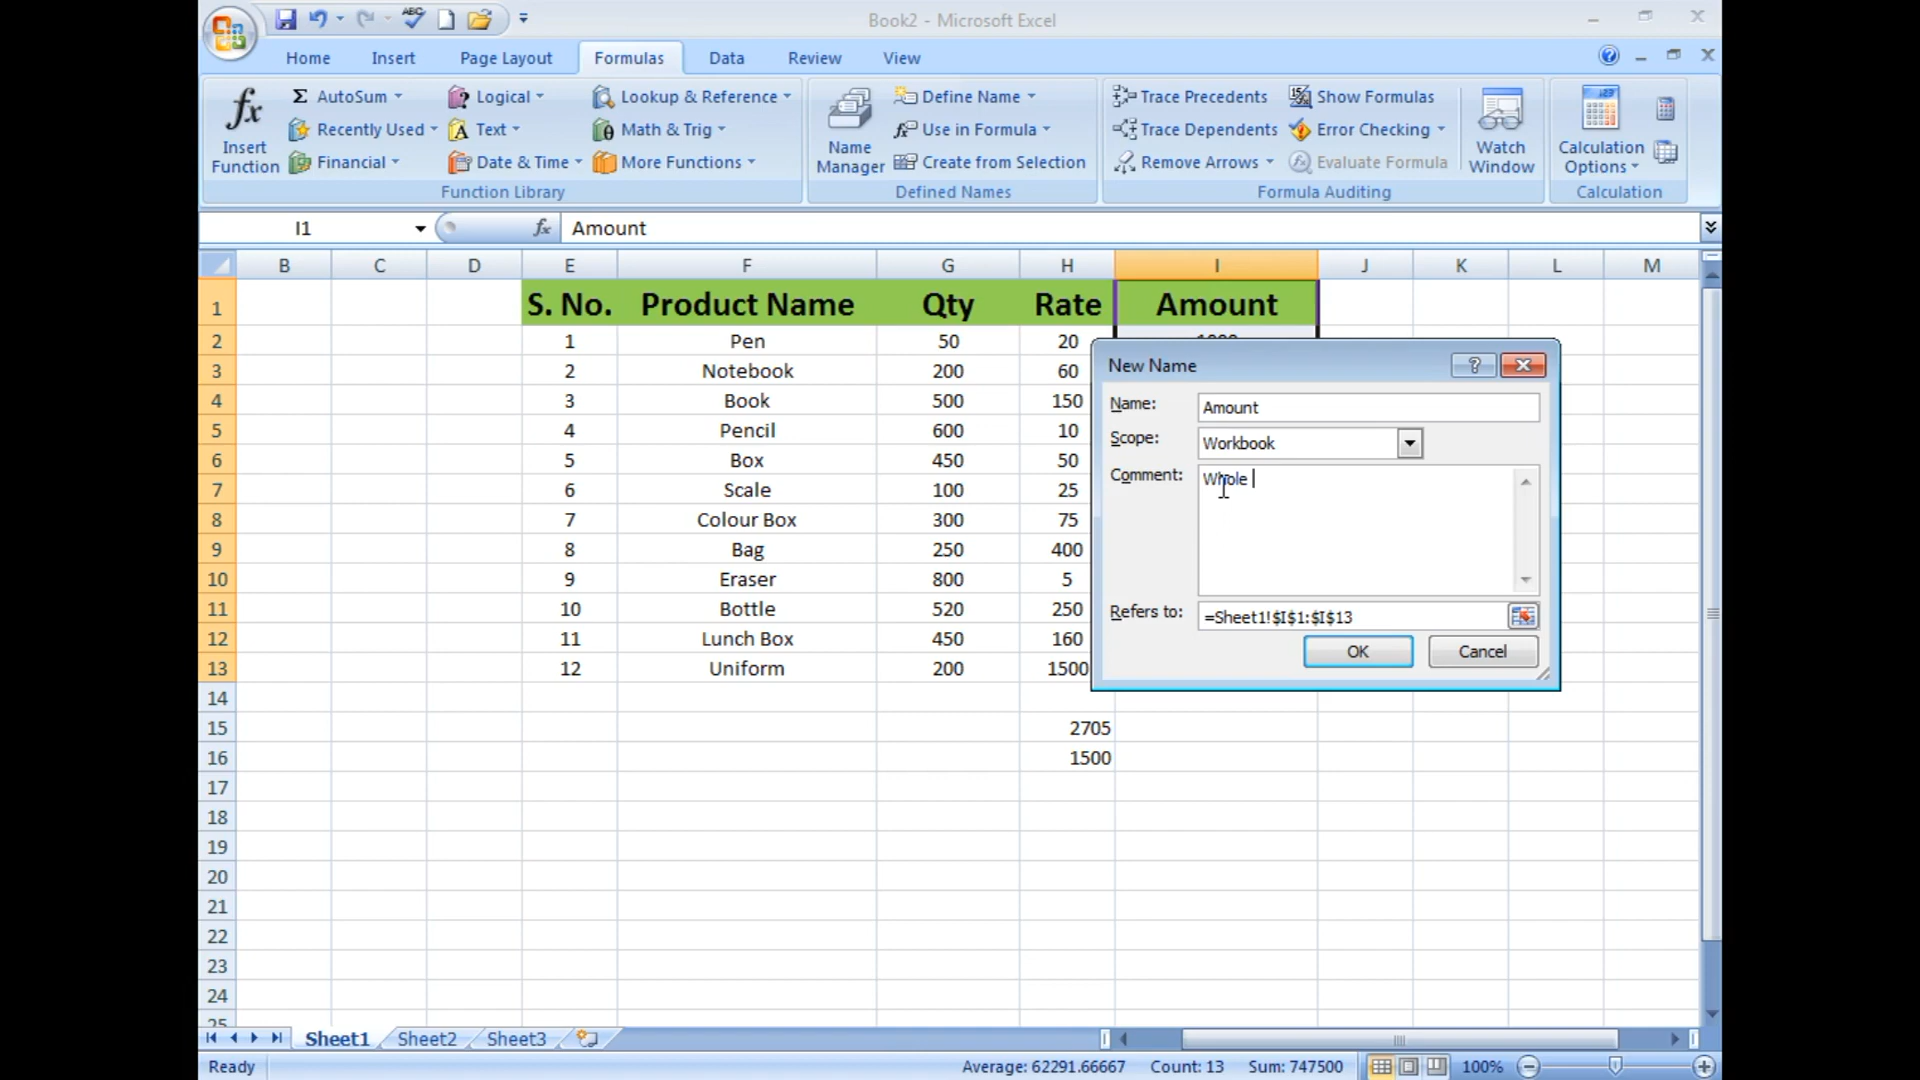 Book2 - Microsoft Excel
Home Insert Page Layout Formulas Data Review View
Insert Function
Σ AutoSum
Recently Used
Financial
Logical
Text
Date & Time
Lookup & Reference
Math & Trig
More Functions
Function Library
Name Manager
Define Name
Use in Formula
Create from Selection
Defined Names
Trace Precedents
Trace Dependents
Remove Arrows
Show Formulas
Error Checking
Evaluate Formula
Formula Auditing
Watch Window
Calculation Options
Calculation
I1 fx Amount
B C D E F G H I J K L M
1 S. No. Product Name Qty Rate Amount
2 1 Pen 50 20
3 2 Notebook 200 60
4 3 Book 500 150
5 4 Pencil 600 10
6 5 Box 450 50
7 6 Scale 100 25
8 7 Colour Box 300 75
9 8 Bag 250 400
10 9 Eraser 800 5
11 10 Bottle 520 250
12 11 Lunch Box 450 160
13 12 Uniform 200 1500
14
15 2705
16 1500
17
18
19
20
21
22
23
24
25
New Name
Name: Amount
Scope: Workbook
Comment: Whole
Refers to: =Sheet1!$I$1:$I$13
OK Cancel
Sheet1 Sheet2 Sheet3
Ready Average: 62291.66667 Count: 13 Sum: 747500 100%